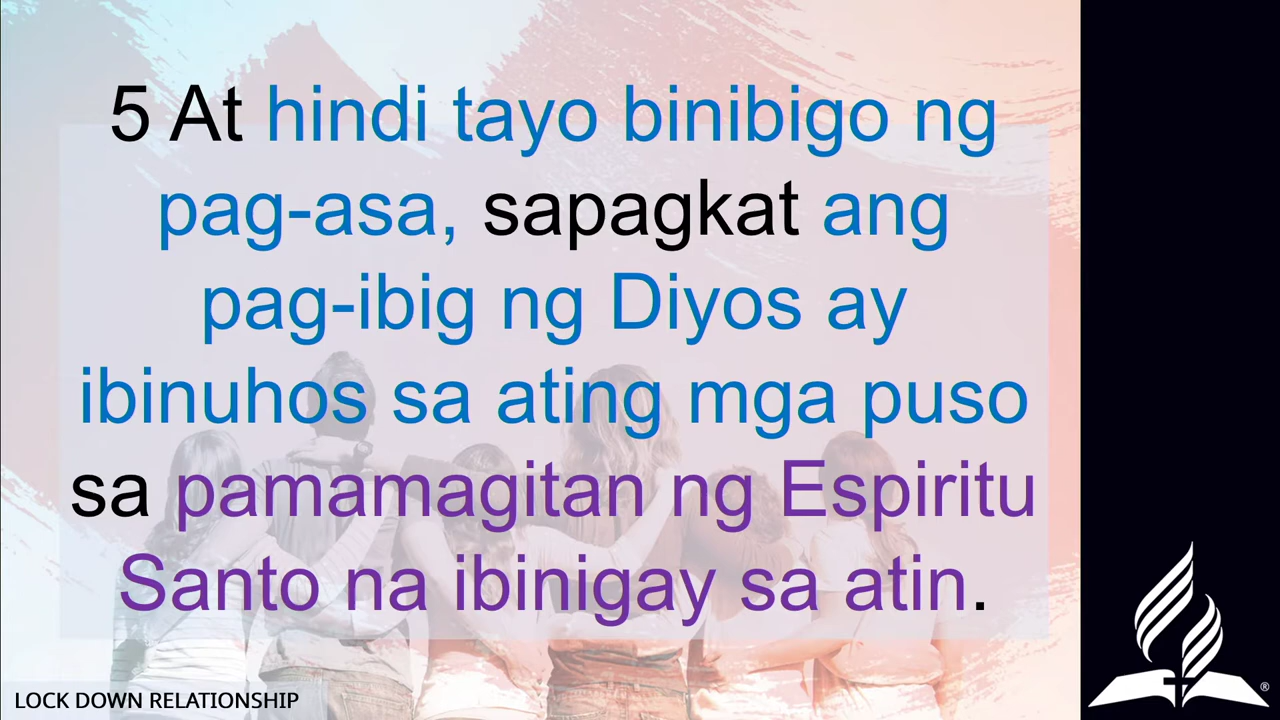 5 At hindi tayo binibigo ng
pag-asa, sapagkat ang
pag-ibig ng Diyos ay
ibinuhos sa ating mga puso
sa pamamagitan ng Espiritu
Santo na ibinigay sa atin.
LOCK DOWN RELATIONSHIP
®